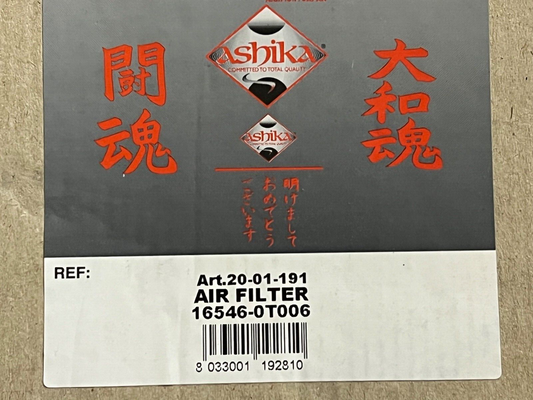 闘魂
Ashika®
COMMITTED TO TOTAL QUALITY
大和魂
Ashika
明けまして
おめでとう
ございます
REF:
Art.20-01-191
AIR FILTER
16546-0T006
8 033001 192810